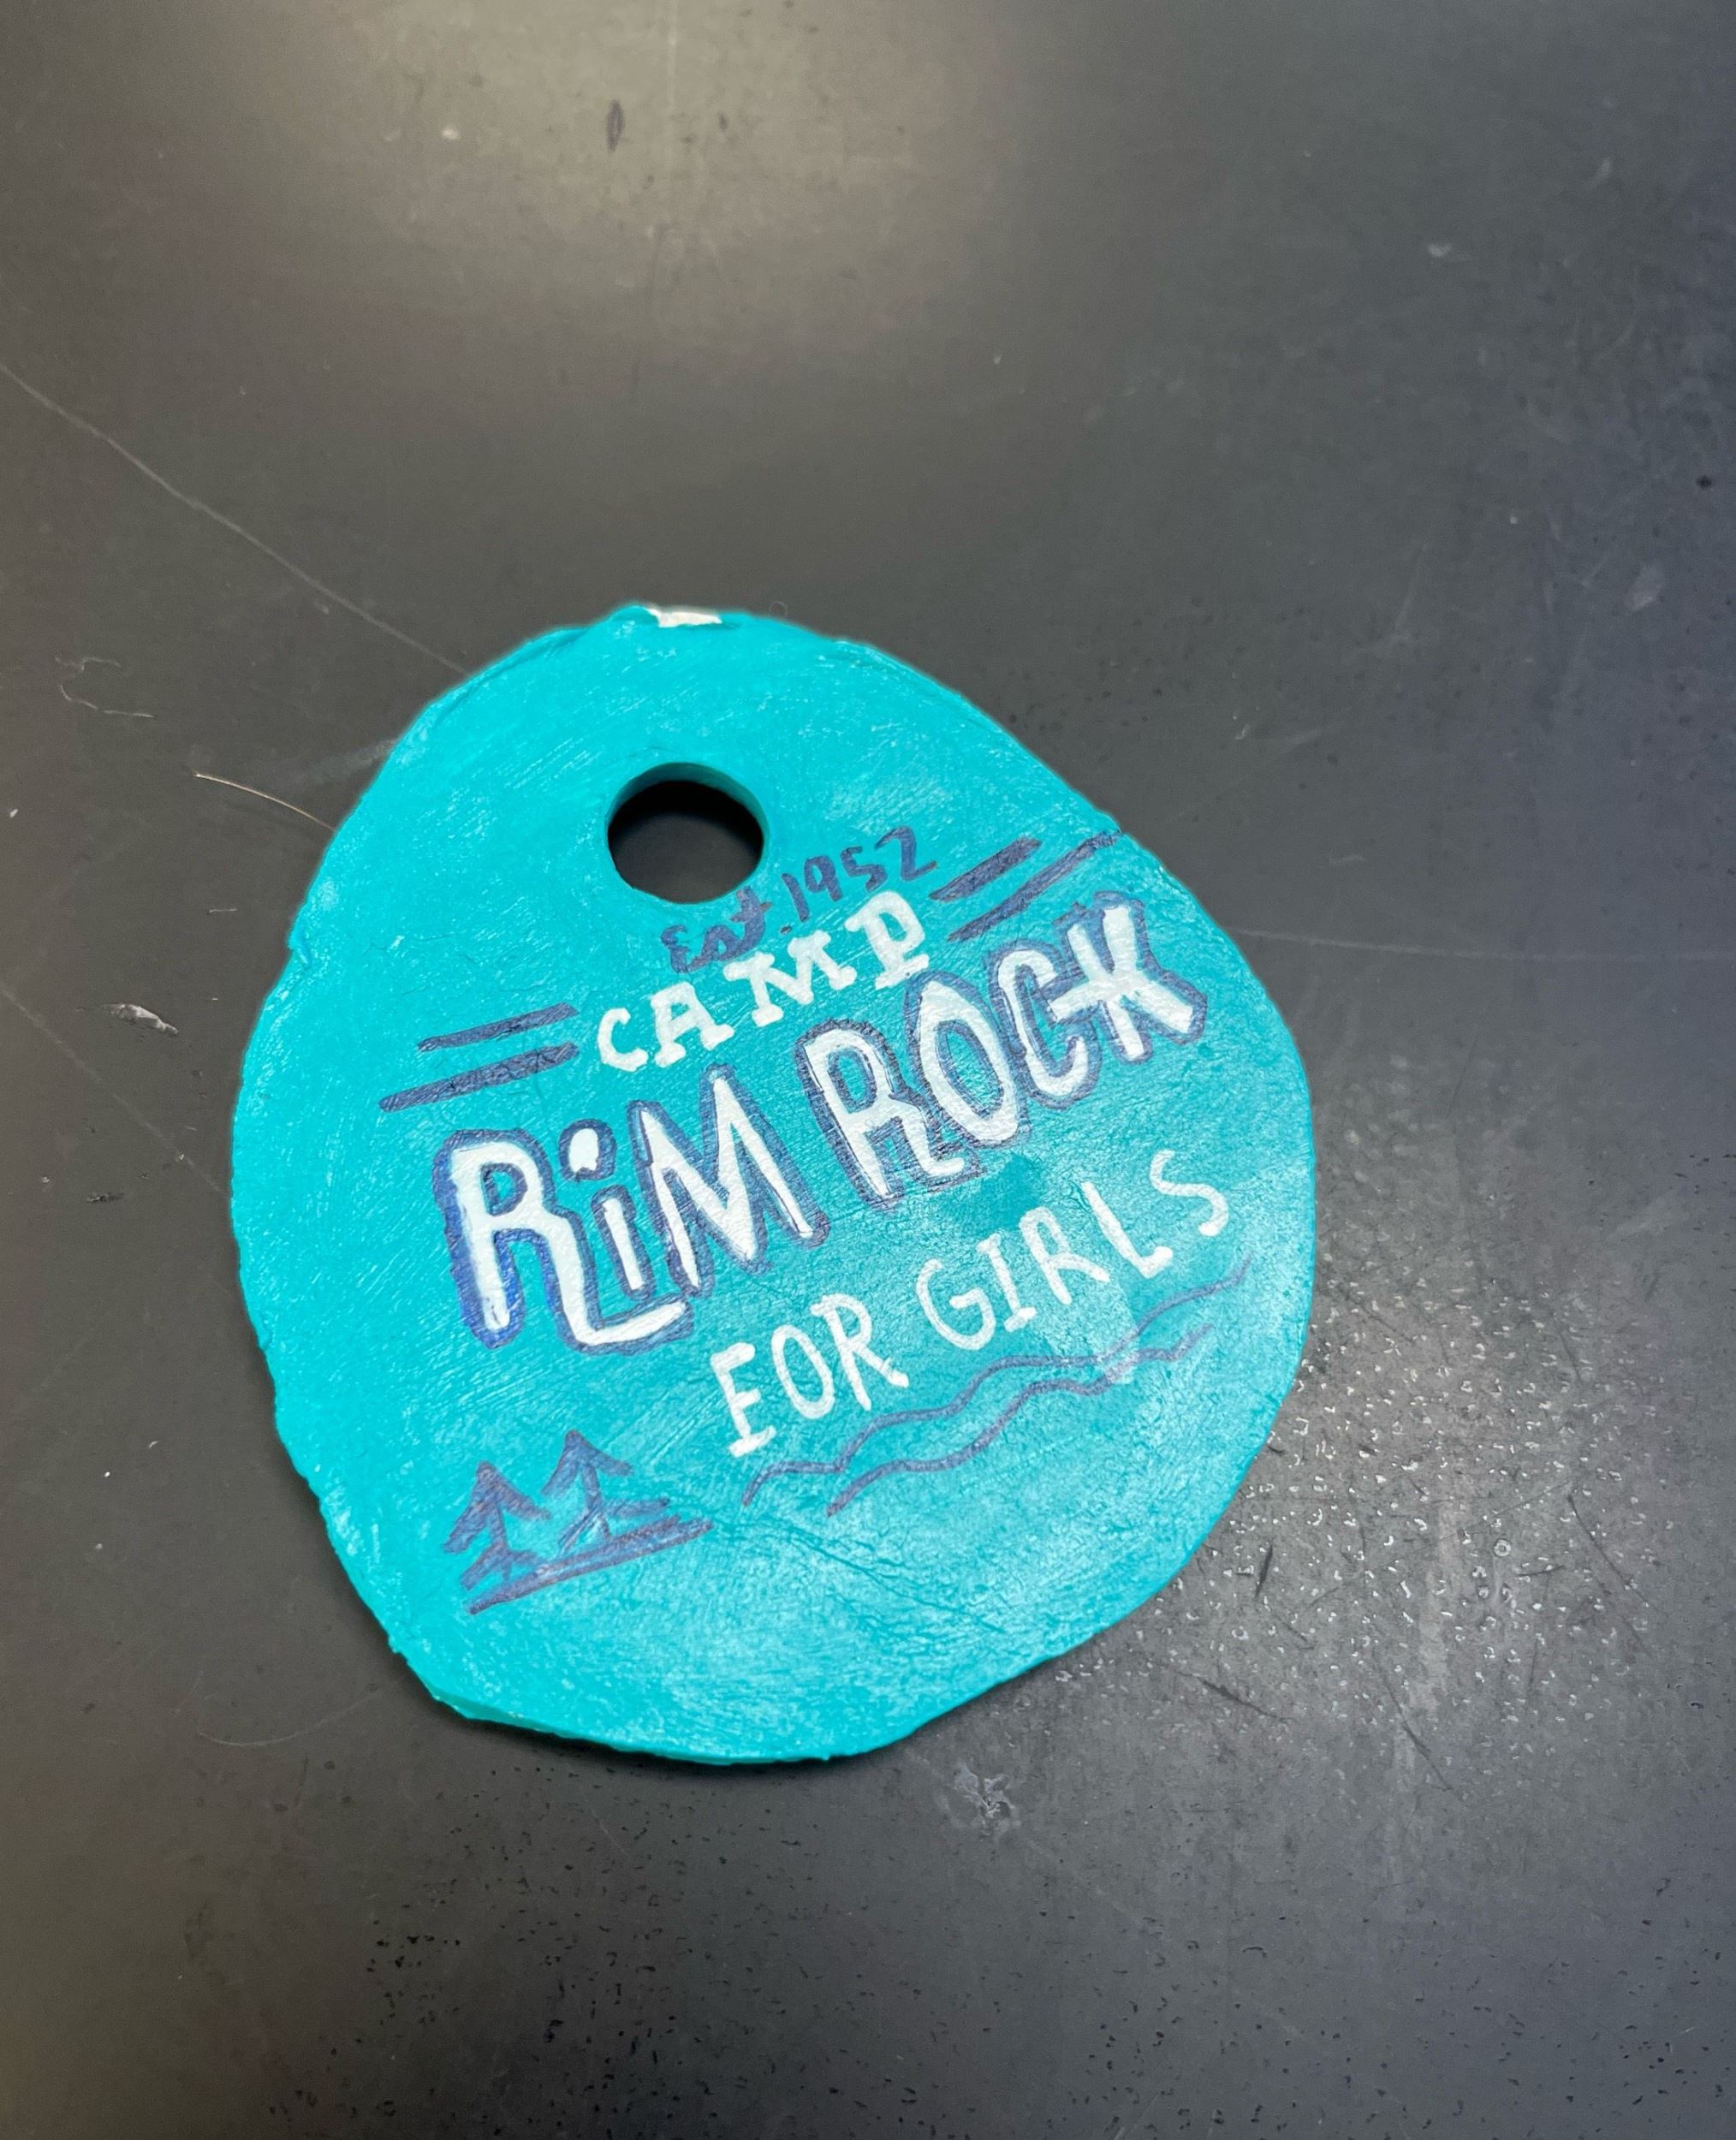 Est. 1952
CAMP
RiM ROCK
FOR GIRLS